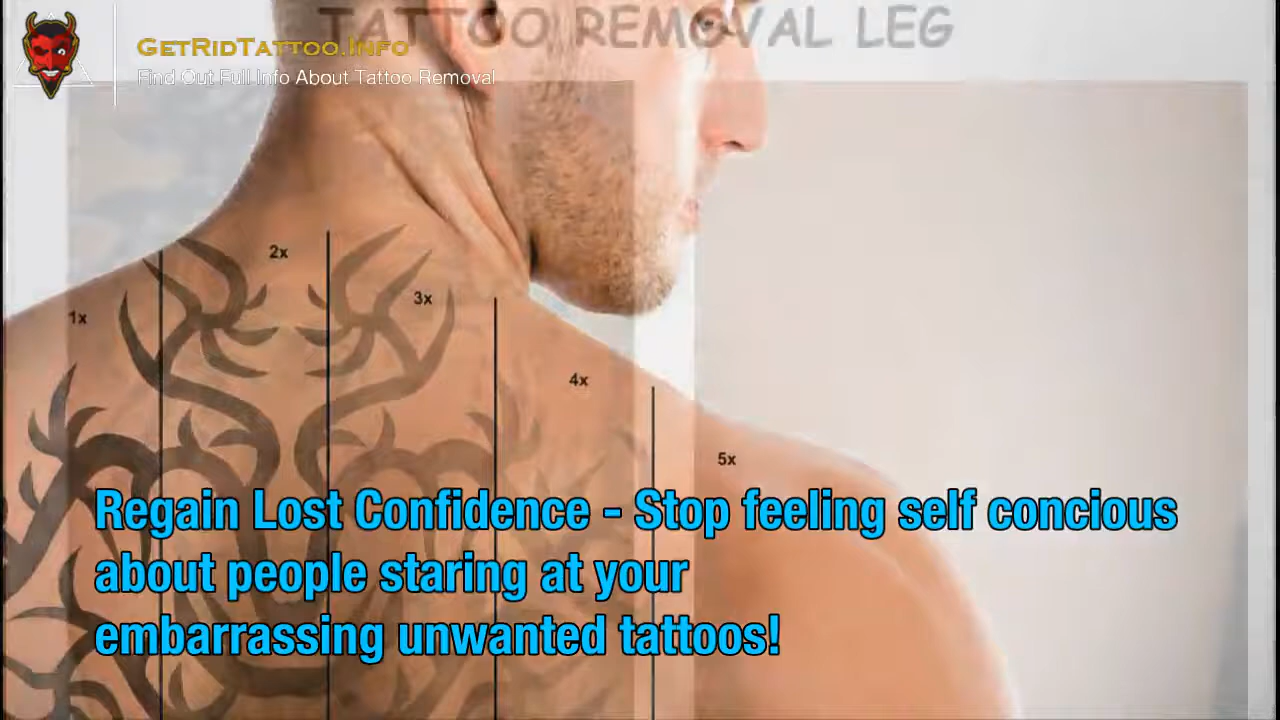 TATTOO REMOVAL LEG
GetRidTattoo.Info
Find Out Full Info About Tattoo Removal
2x
3x
1x
4x
5x
Regain Lost Confidence - Stop feeling self concious
about people staring at your
embarrassing unwanted tattoos!